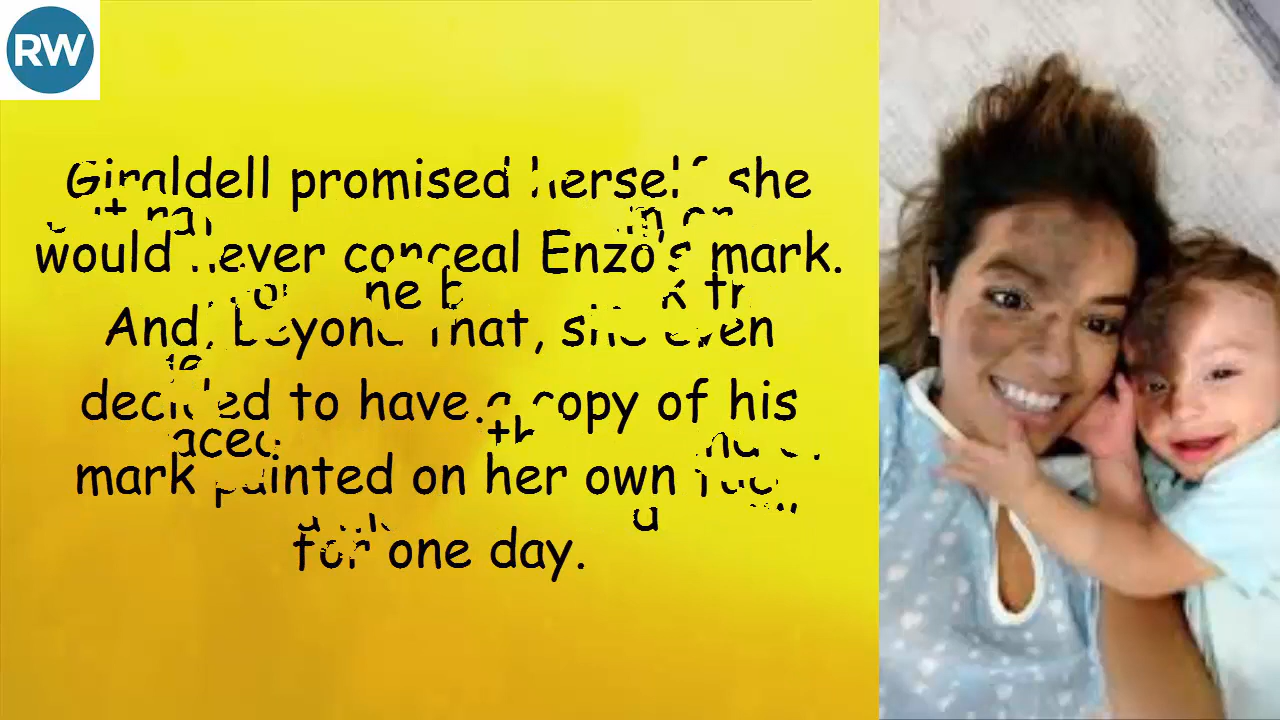 RW
Giraldell promised herself she
would never conceal Enzo's mark.
And, beyond that, she even
decided to have a copy of his
mark painted on her own face,
for one day.